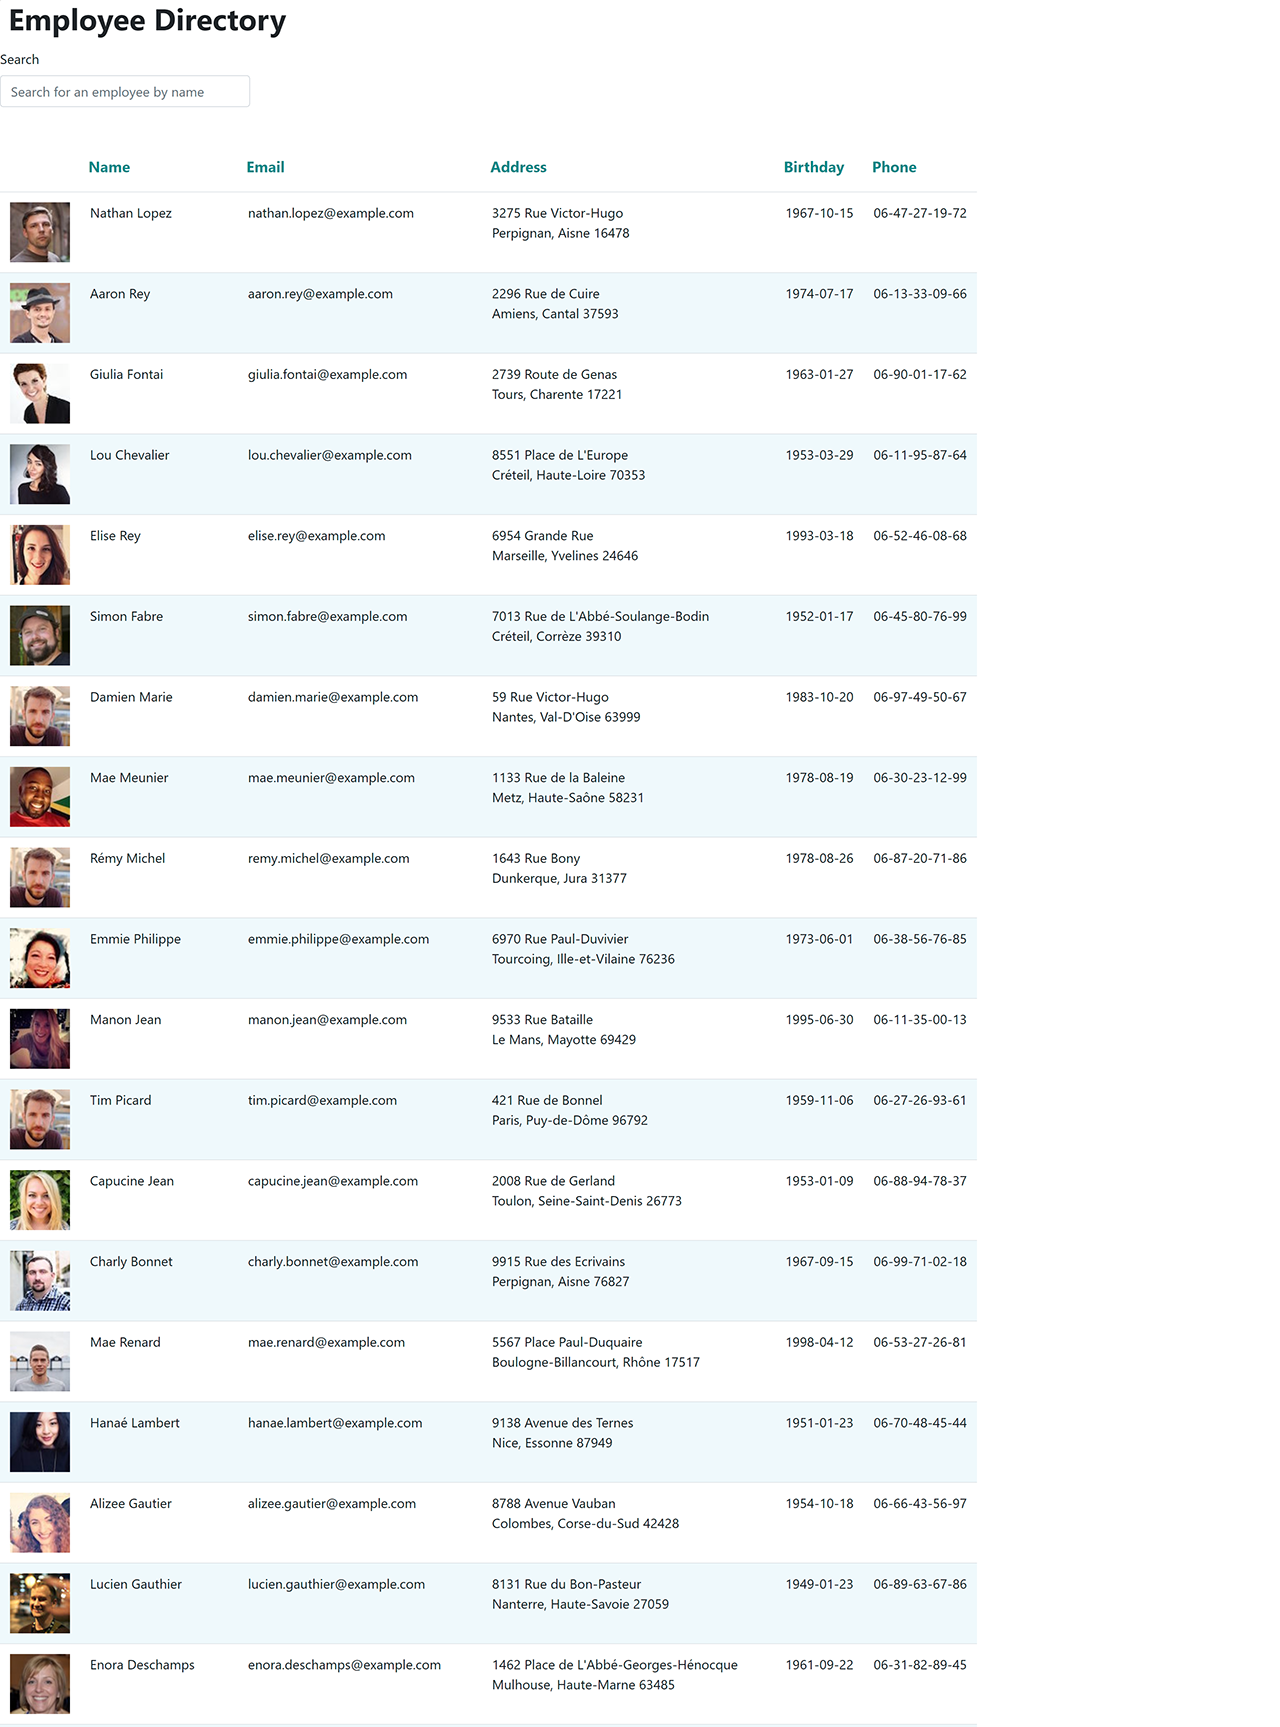 Employee Directory
Search
Search for an employee by name
Name Email Address Birthday Phone
Nathan Lopez nathan.lopez@example.com 3275 Rue Victor-Hugo 1967-10-15 06-47-27-19-72
Perpignan, Aisne 16478
Aaron Rey aaron.rey@example.com 2296 Rue de Cuire 1974-07-17 06-13-33-09-66
Amiens, Cantal 37593
Giulia Fontai giulia.fontai@example.com 2739 Route de Genas 1963-01-27 06-90-01-17-62
Tours, Charente 17221
Lou Chevalier lou.chevalier@example.com 8551 Place de L'Europe 1953-03-29 06-11-95-87-64
Créteil, Haute-Loire 70353
Elise Rey elise.rey@example.com 6954 Grande Rue 1993-03-18 06-52-46-08-68
Marseille, Yvelines 24646
Simon Fabre simon.fabre@example.com 7013 Rue de L'Abbé-Soulange-Bodin 1952-01-17 06-45-80-76-99
Créteil, Corrèze 39310
Damien Marie damien.marie@example.com 59 Rue Victor-Hugo 1983-10-20 06-97-49-50-67
Nantes, Val-D'Oise 63999
Mae Meunier mae.meunier@example.com 1133 Rue de la Baleine 1978-08-19 06-30-23-12-99
Metz, Haute-Saône 58231
Rémy Michel remy.michel@example.com 1643 Rue Bony 1978-08-26 06-87-20-71-86
Dunkerque, Jura 31377
Emmie Philippe emmie.philippe@example.com 6970 Rue Paul-Duvivier 1973-06-01 06-38-56-76-85
Tourcoing, Ille-et-Vilaine 76236
Manon Jean manon.jean@example.com 9533 Rue Bataille 1995-06-30 06-11-35-00-13
Le Mans, Mayotte 69429
Tim Picard tim.picard@example.com 421 Rue de Bonnel 1959-11-06 06-27-26-93-61
Paris, Puy-de-Dôme 96792
Capucine Jean capucine.jean@example.com 2008 Rue de Gerland 1953-01-09 06-88-94-78-37
Toulon, Seine-Saint-Denis 26773
Charly Bonnet charly.bonnet@example.com 9915 Rue des Ecrivains 1967-09-15 06-99-71-02-18
Perpignan, Aisne 76827
Mae Renard mae.renard@example.com 5567 Place Paul-Duquaire 1998-04-12 06-53-27-26-81
Boulogne-Billancourt, Rhône 17517
Hanaé Lambert hanae.lambert@example.com 9138 Avenue des Ternes 1951-01-23 06-70-48-45-44
Nice, Essonne 87949
Alizee Gautier alizee.gautier@example.com 8788 Avenue Vauban 1954-10-18 06-66-43-56-97
Colombes, Corse-du-Sud 42428
Lucien Gauthier lucien.gauthier@example.com 8131 Rue du Bon-Pasteur 1949-01-23 06-89-63-67-86
Nanterre, Haute-Savoie 27059
Enora Deschamps enora.deschamps@example.com 1462 Place de L'Abbé-Georges-Hénocque 1961-09-22 06-31-82-89-45
Mulhouse, Haute-Marne 63485